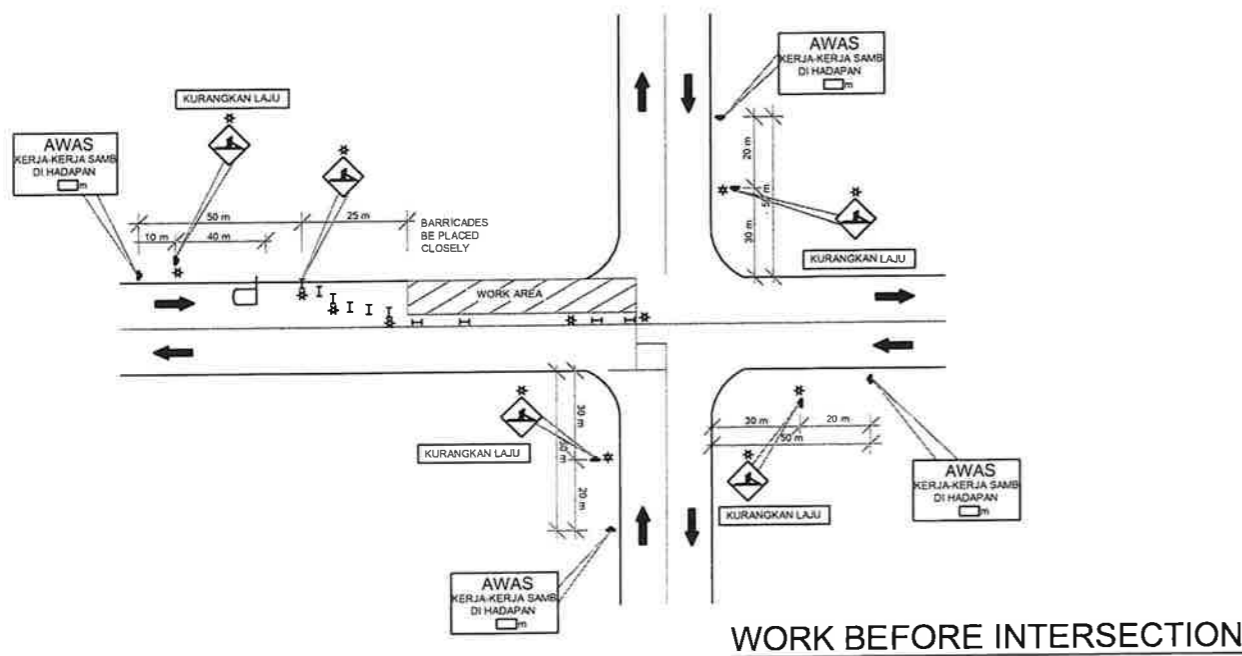 AWAS
KERJA-KERJA SAMB
DI HADAPAN
m
KURANGKAN LAJU
AWAS
KERJA-KERJA SAMB
DI HADAPAN
m
50 m
25 m
10 m
40 m
BARRICADES
BE PLACED
CLOSELY
20 m
50 m
30 m
KURANGKAN LAJU
WORK AREA
30 m
50 m
20 m
KURANGKAN LAJU
30 m
20 m
50 m
KURANGKAN LAJU
AWAS
KERJA-KERJA SAMB
DI HADAPAN
m
AWAS
KERJA-KERJA SAMB
DI HADAPAN
m
WORK BEFORE INTERSECTION